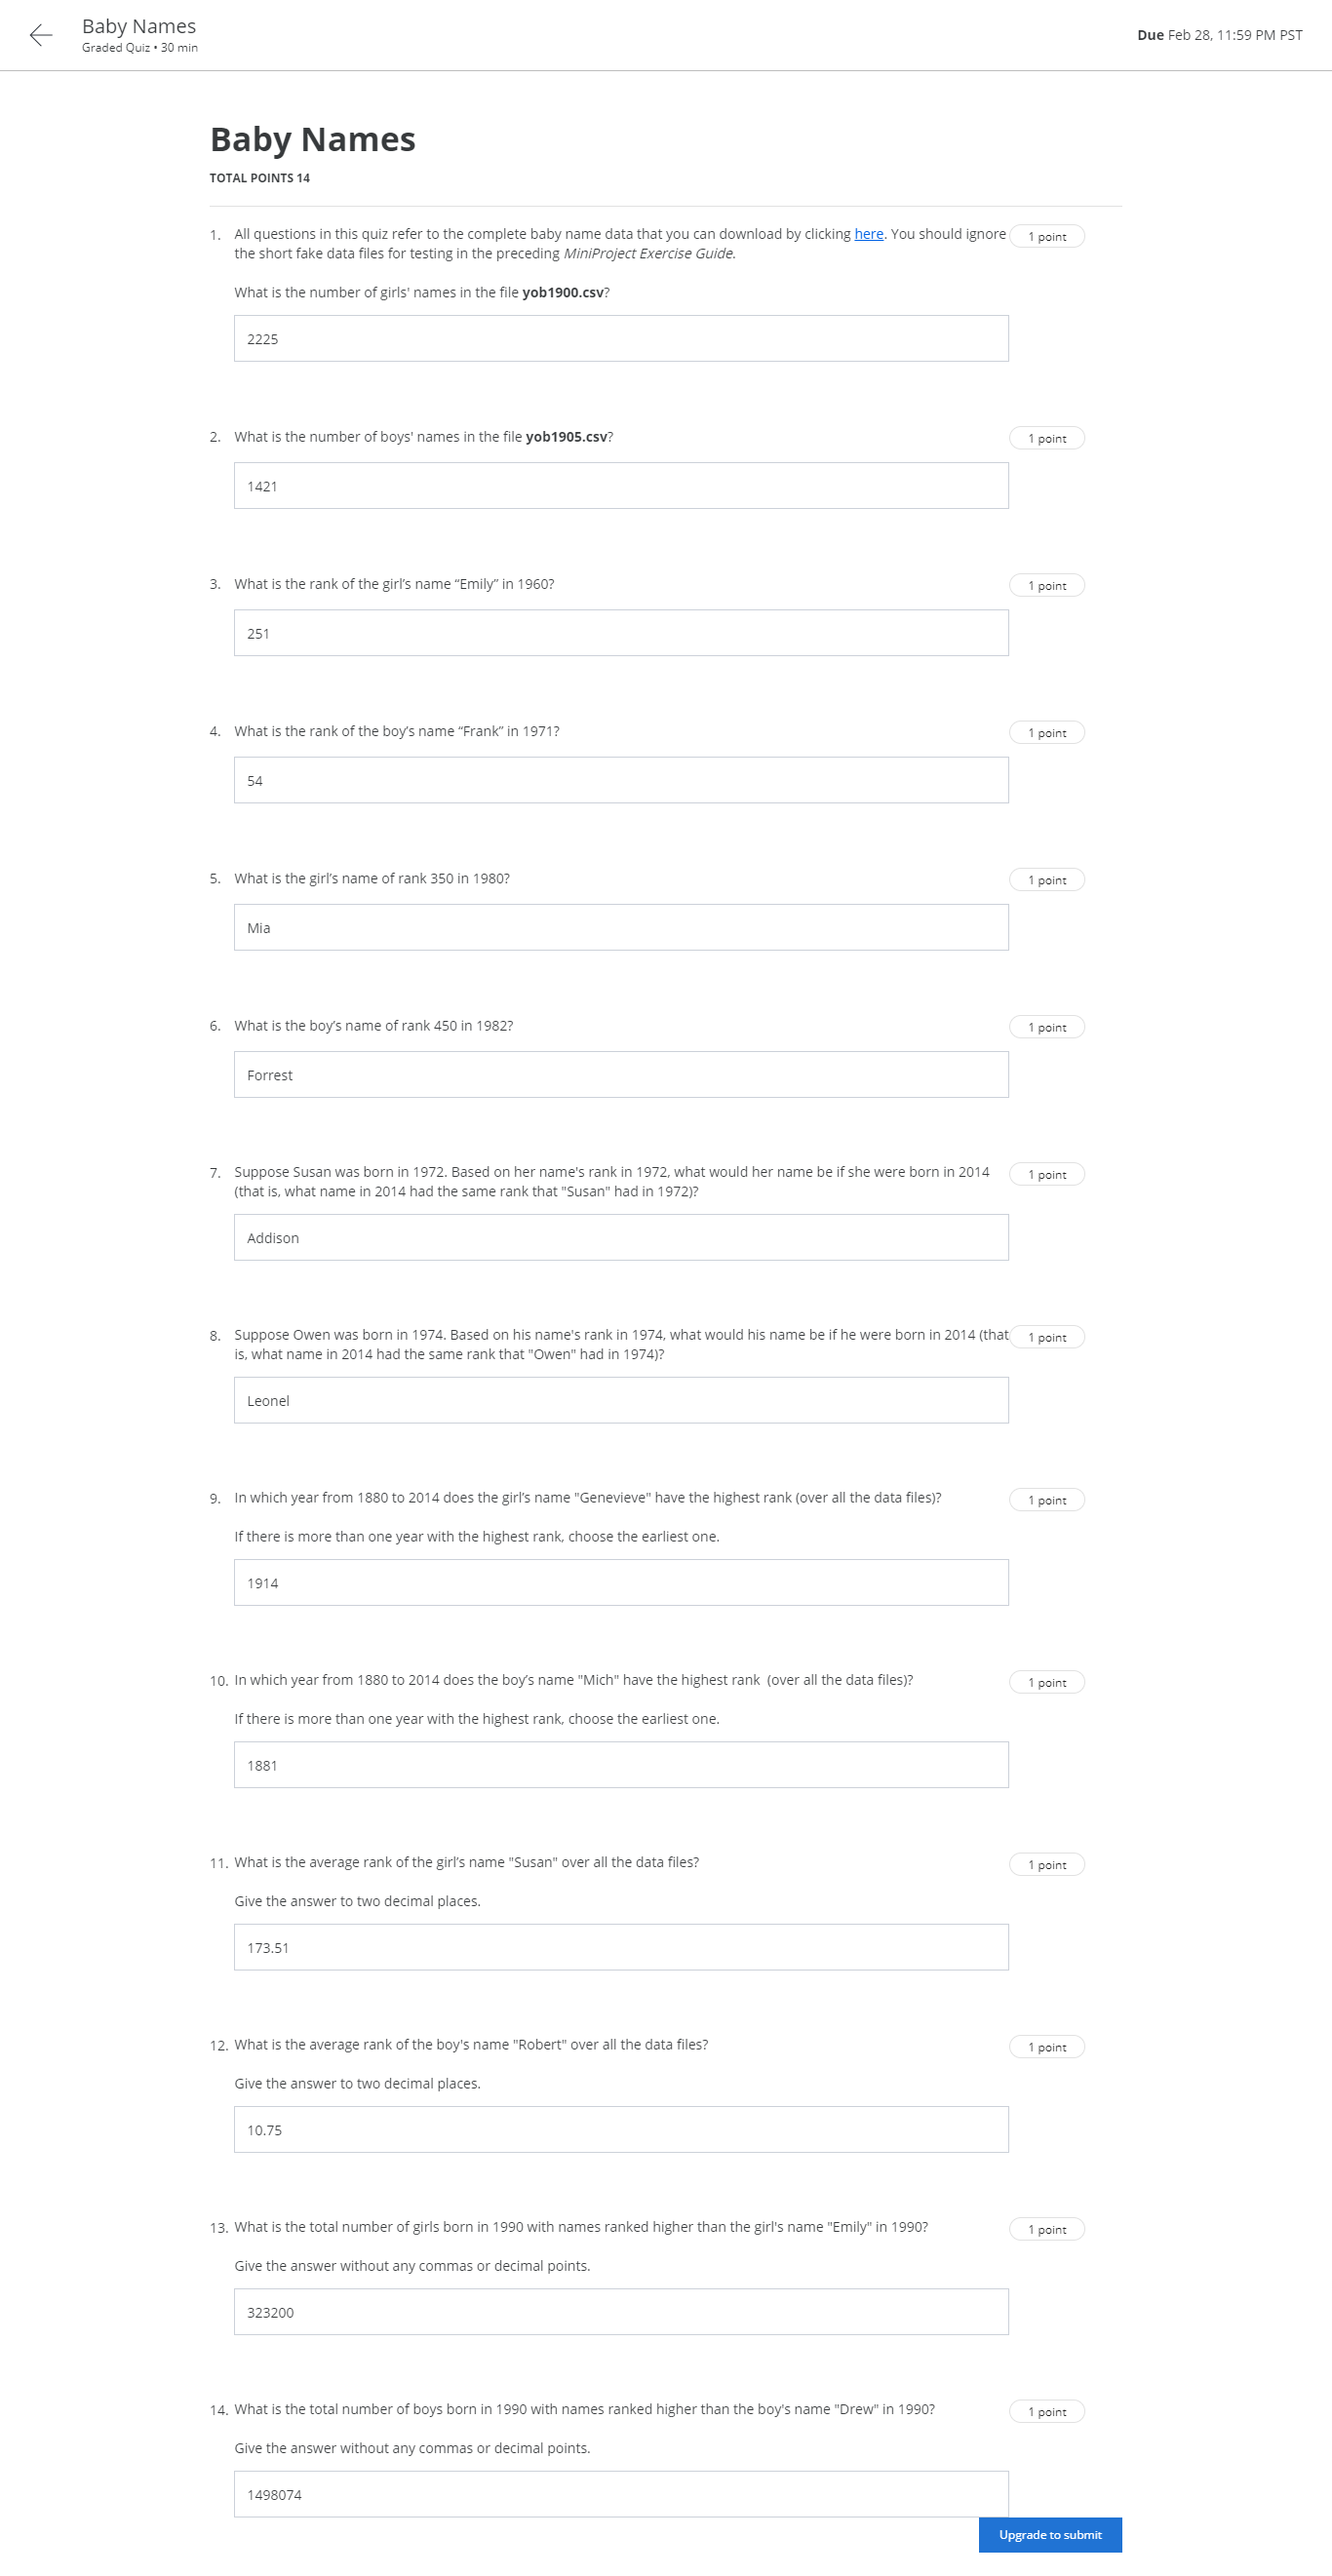 Baby Names
Graded Quiz • 30 min
Due Feb 28, 11:59 PM PST
Baby Names
TOTAL POINTS 14
1. All questions in this quiz refer to the complete baby name data that you can download by clicking here. You should ignore 1 point
the short fake data files for testing in the preceding MiniProject Exercise Guide.
What is the number of girls' names in the file yob1900.csv?
2225
2. What is the number of boys' names in the file yob1905.csv? 1 point
1421
3. What is the rank of the girl’s name “Emily” in 1960? 1 point
251
4. What is the rank of the boy’s name “Frank” in 1971? 1 point
54
5. What is the girl’s name of rank 350 in 1980? 1 point
Mia
6. What is the boy’s name of rank 450 in 1982? 1 point
Forrest
7. Suppose Susan was born in 1972. Based on her name's rank in 1972, what would her name be if she were born in 2014 1 point
(that is, what name in 2014 had the same rank that "Susan" had in 1972)?
Addison
8. Suppose Owen was born in 1974. Based on his name's rank in 1974, what would his name be if he were born in 2014 (that 1 point
is, what name in 2014 had the same rank that "Owen" had in 1974)?
Leonel
9. In which year from 1880 to 2014 does the girl’s name "Genevieve" have the highest rank (over all the data files)? 1 point
If there is more than one year with the highest rank, choose the earliest one.
1914
10. In which year from 1880 to 2014 does the boy’s name "Mich" have the highest rank  (over all the data files)? 1 point
If there is more than one year with the highest rank, choose the earliest one.
1881
11. What is the average rank of the girl’s name "Susan" over all the data files? 1 point
Give the answer to two decimal places.
173.51
12. What is the average rank of the boy's name "Robert" over all the data files? 1 point
Give the answer to two decimal places.
10.75
13. What is the total number of girls born in 1990 with names ranked higher than the girl's name "Emily" in 1990? 1 point
Give the answer without any commas or decimal points.
323200
14. What is the total number of boys born in 1990 with names ranked higher than the boy's name "Drew" in 1990? 1 point
Give the answer without any commas or decimal points.
1498074
Upgrade to submit